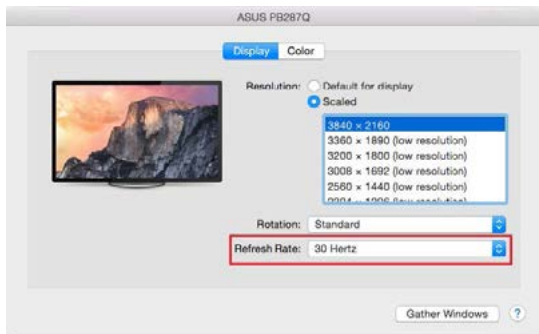 ASUS PB287Q
Display Color
Resolution: Default for display
Scaled
3840 × 2160
3360 × 1890 (low resolution)
3200 × 1800 (low resolution)
3008 × 1692 (low resolution)
2560 × 1440 (low resolution)
Rotation: Standard
Refresh Rate: 30 Hertz
Gather Windows ?